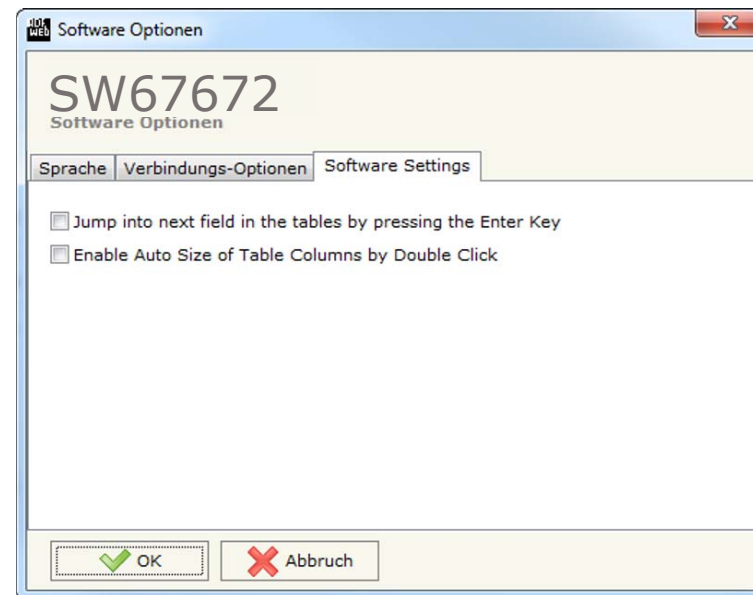 Software Optionen
SW67672
Software Optionen
Sprache Verbindungs-Optionen Software Settings
Jump into next field in the tables by pressing the Enter Key
Enable Auto Size of Table Columns by Double Click
OK Abbruch